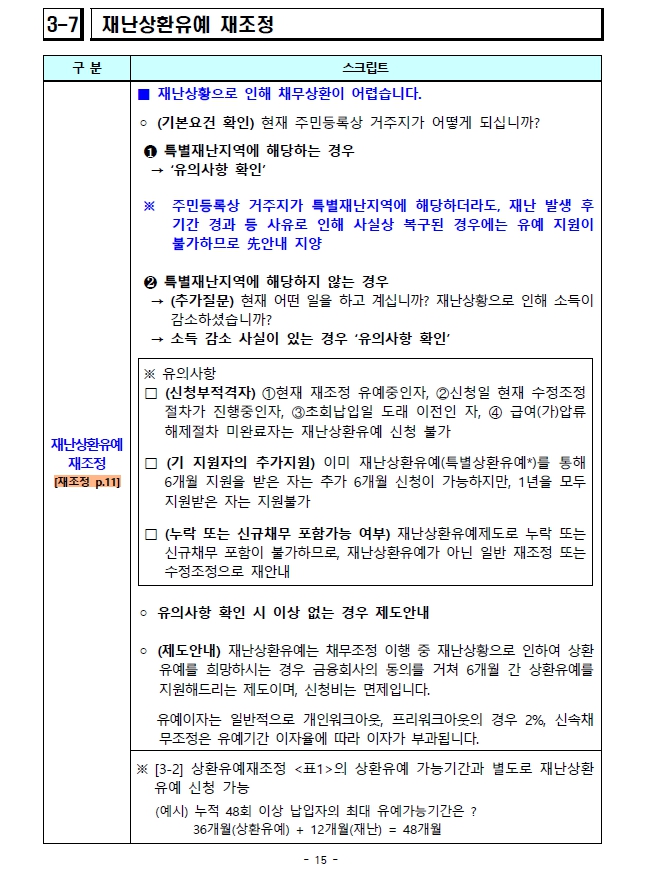 3-7 재난상환유예 재조정
구 분 스크립트
■ 재난상황으로 인해 채무상환이 어렵습니다.
○ (기본요건 확인) 현재 주민등록상 거주지가 어떻게 되십니까?
❶ 특별재난지역에 해당하는 경우
→ ‘유의사항 확인’
※ 주민등록상 거주지가 특별재난지역에 해당하더라도, 재난 발생 후
기간 경과 등 사유로 인해 사실상 복구된 경우에는 유예 지원이
불가하므로 先안내 지양
❷ 특별재난지역에 해당하지 않는 경우
→ (추가질문) 현재 어떤 일을 하고 계십니까? 재난상황으로 인해 소득이
감소하셨습니까?
→ 소득 감소 사실이 있는 경우 ‘유의사항 확인’
※ 유의사항
□ (신청부적격자) ①현재 재조정 유예중인자, ②신청일 현재 수정조정
절차가 진행중인자, ③초회납입일 도래 이전인 자, ④ 급여(가)압류
해제절차 미완료자는 재난상환유예 신청 불가
□ (기 지원자의 추가지원) 이미 재난상환유예(특별상환유예*)를 통해
6개월 지원을 받은 자는 추가 6개월 신청이 가능하지만, 1년을 모두
지원받은 자는 지원불가
□ (누락 또는 신규채무 포함가능 여부) 재난상환유예제도로 누락 또는
신규채무 포함이 불가하므로, 재난상환유예가 아닌 일반 재조정 또는
수정조정으로 재안내
재난상환유예
재조정
[재조정 p.11]
○ 유의사항 확인 시 이상 없는 경우 제도안내
○ (제도안내) 재난상환유예는 채무조정 이행 중 재난상황으로 인하여 상환
유예를 희망하시는 경우 금융회사의 동의를 거쳐 6개월 간 상환유예를
지원해드리는 제도이며, 신청비는 면제입니다.
유예이자는 일반적으로 개인워크아웃, 프리워크아웃의 경우 2%, 신속채
무조정은 유예기간 이자율에 따라 이자가 부과됩니다.
※ [3-2] 상환유예재조정 <표1>의 상환유예 가능기간과 별도로 재난상환
유예 신청 가능
(예시) 누적 48회 이상 납입자의 최대 유예가능기간은 ?
36개월(상환유예) + 12개월(재난) = 48개월
- 15 -